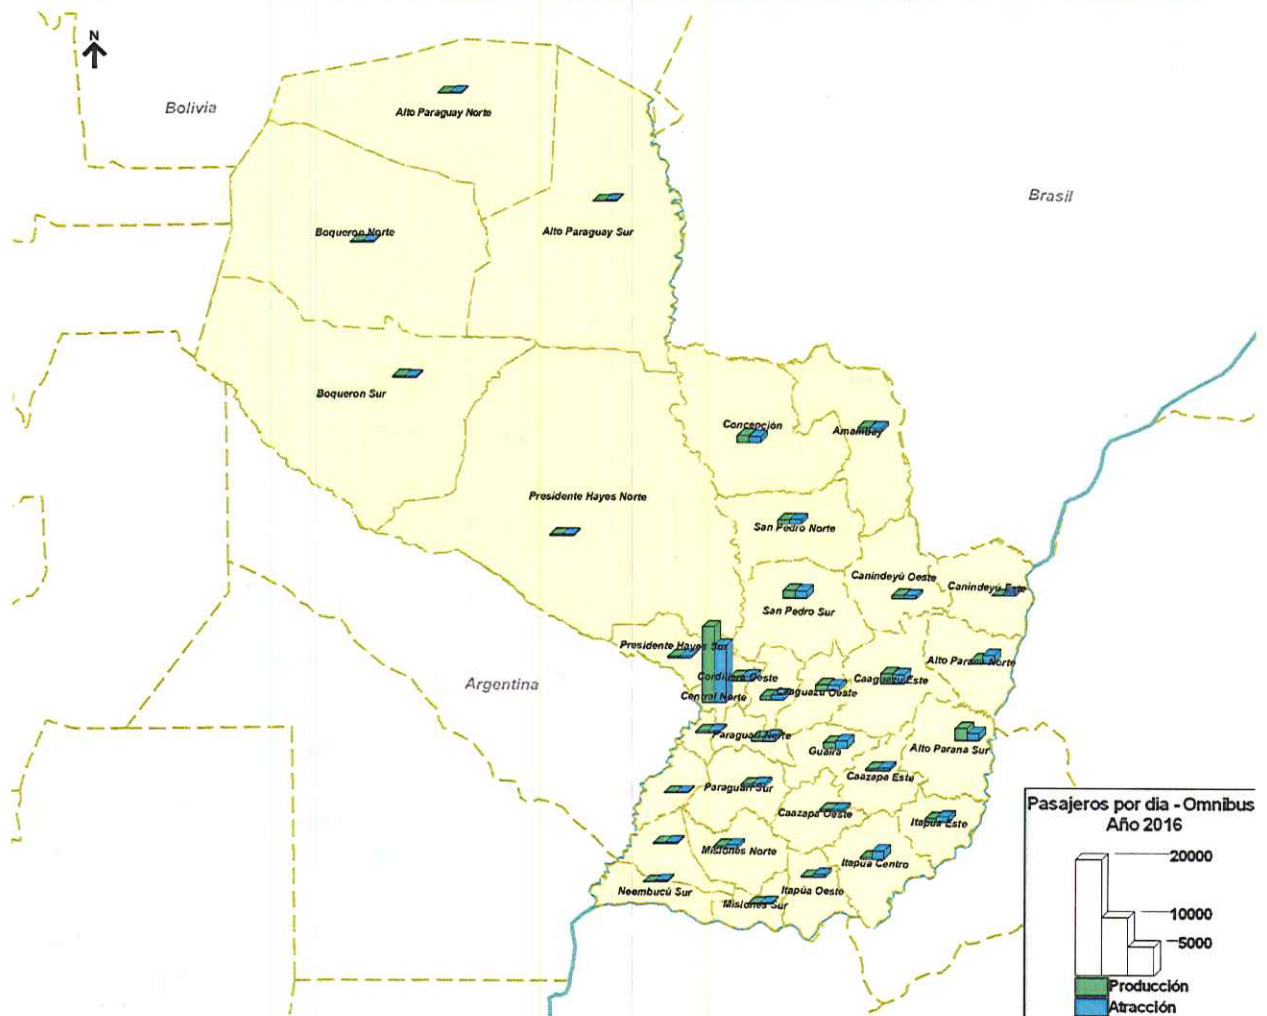 N
Bolivia
Alto Paraguay Norte
Brasil
Boqueron Norte
Alto Paraguay Sur
Boqueron Sur
Concepción
Amambay
Presidente Hayes Norte
San Pedro Norte
Canindeyú Oeste
Canindeyú Este
San Pedro Sur
Presidente Hayes Sur
Alto Parana Norte
Cordillera Oeste
Caaguazu Este
Argentina
Central Norte
Caaguazu Oeste
Paraguari Norte
Guaira
Alto Parana Sur
Caazapa Este
Paraguari Sur
Caazapa Oeste
Itapúa Este
Misiones Norte
Itapúa Centro
Neembucú Sur
Itapúa Oeste
Misiones Sur
Pasajeros por dia - Omnibus
Año 2016
20000
10000
5000
Producción
Atracción